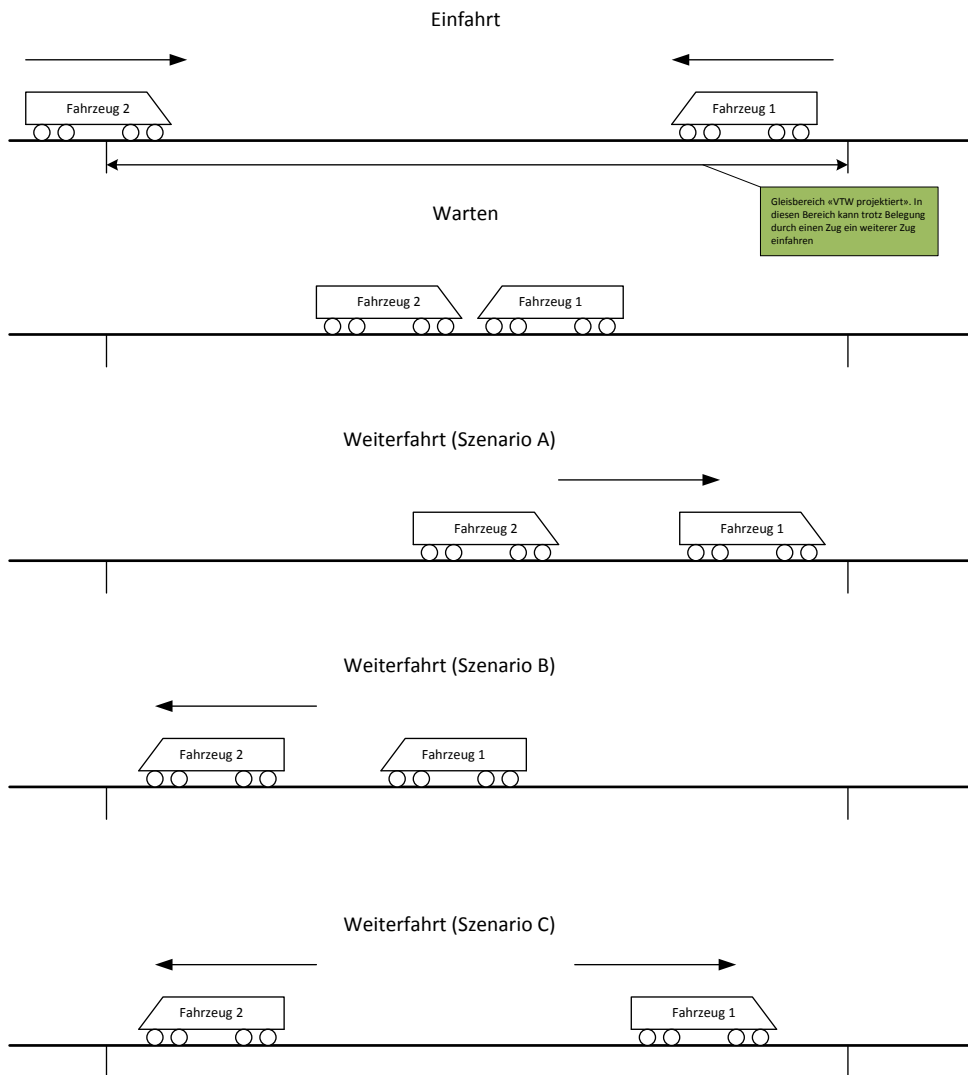 Einfahrt
Fahrzeug 2
Fahrzeug 1
Gleisbereich «VTW projektiert». In
diesen Bereich kann trotz Belegung
durch einen Zug ein weiterer Zug
einfahren
Warten
Fahrzeug 2
Fahrzeug 1
Weiterfahrt (Szenario A)
Fahrzeug 2
Fahrzeug 1
Weiterfahrt (Szenario B)
Fahrzeug 2
Fahrzeug 1
Weiterfahrt (Szenario C)
Fahrzeug 2
Fahrzeug 1